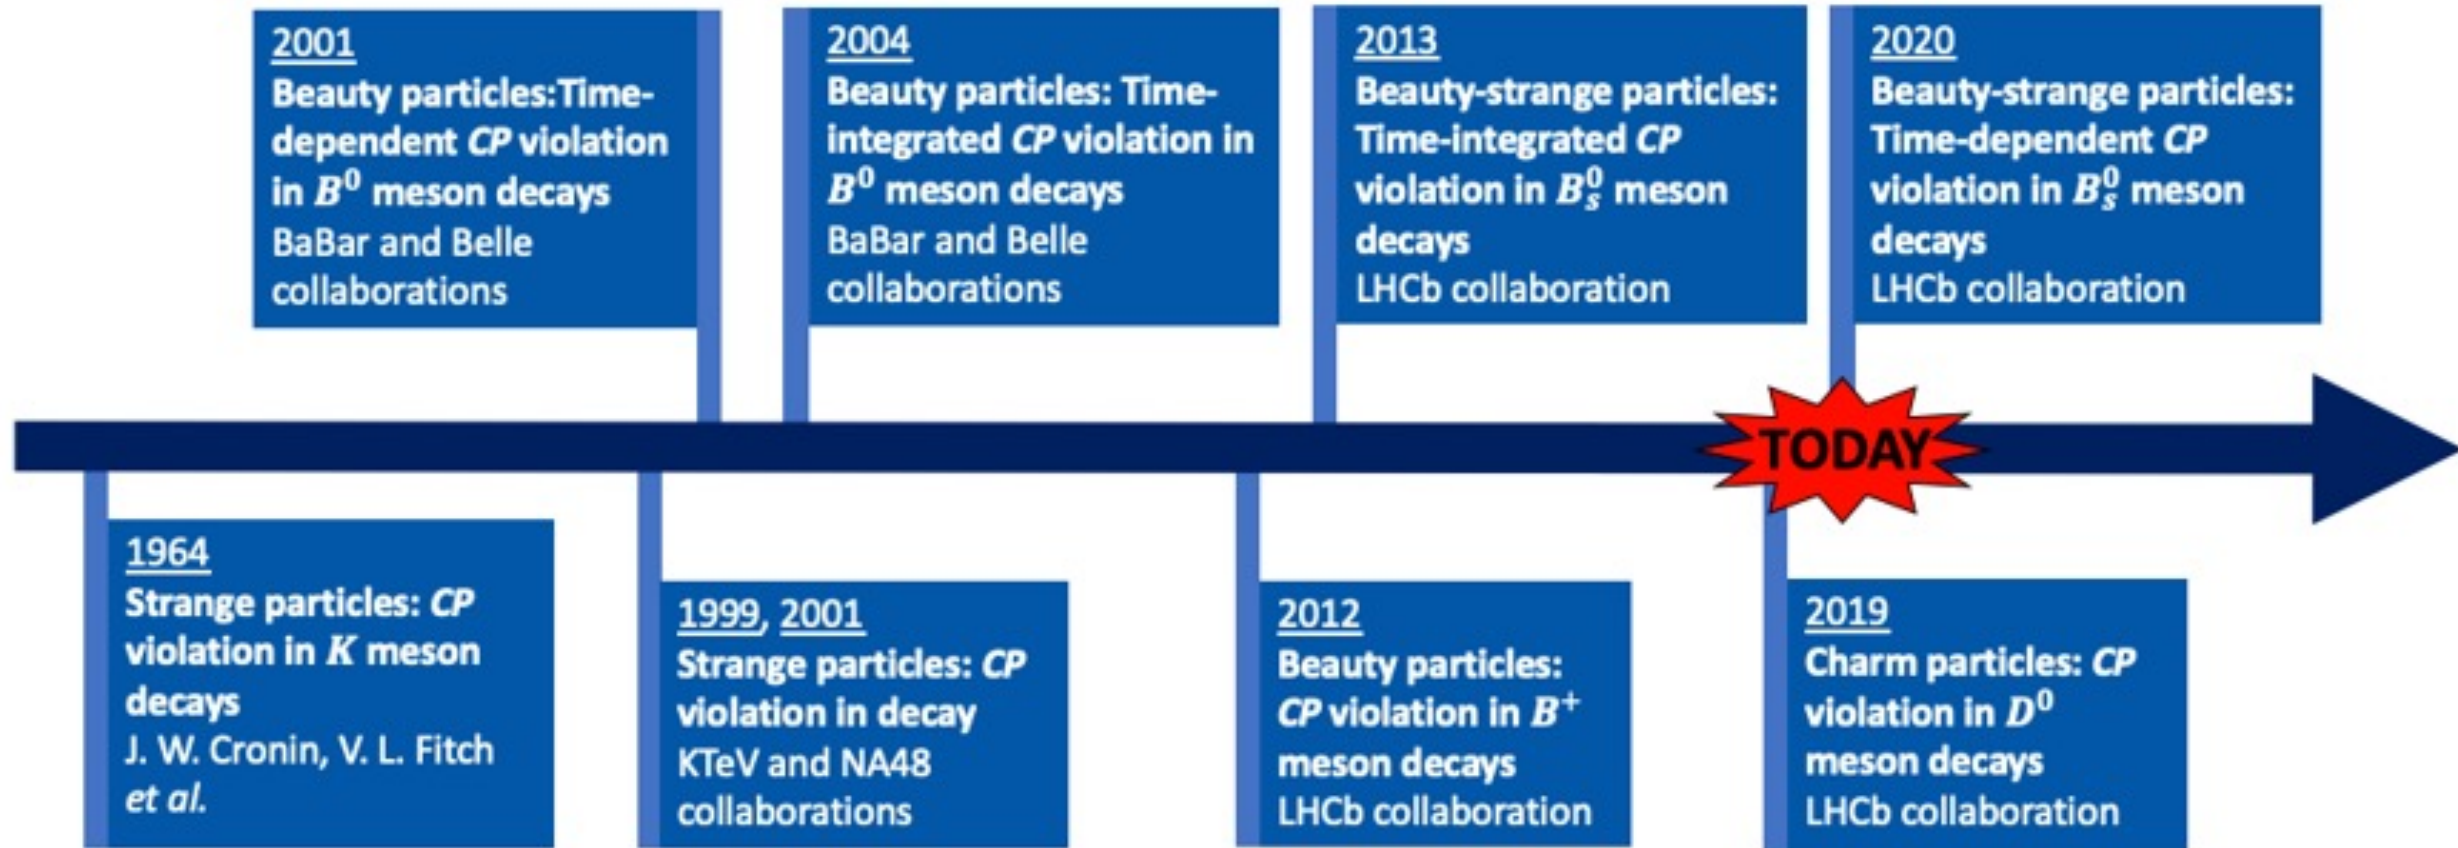 2001
Beauty particles:Time-
dependent CP violation
in B⁰ meson decays
BaBar and Belle
collaborations
2004
Beauty particles: Time-
integrated CP violation in
B⁰ meson decays
BaBar and Belle
collaborations
2013
Beauty-strange particles:
Time-integrated CP
violation in B⁰ₛ meson
decays
LHCb collaboration
2020
Beauty-strange particles:
Time-dependent CP
violation in B⁰ₛ meson
decays
LHCb collaboration
TODAY
1964
Strange particles: CP
violation in K meson
decays
J. W. Cronin, V. L. Fitch
et al.
1999, 2001
Strange particles: CP
violation in decay
KTeV and NA48
collaborations
2012
Beauty particles:
CP violation in B⁺
meson decays
LHCb collaboration
2019
Charm particles: CP
violation in D⁰
meson decays
LHCb collaboration